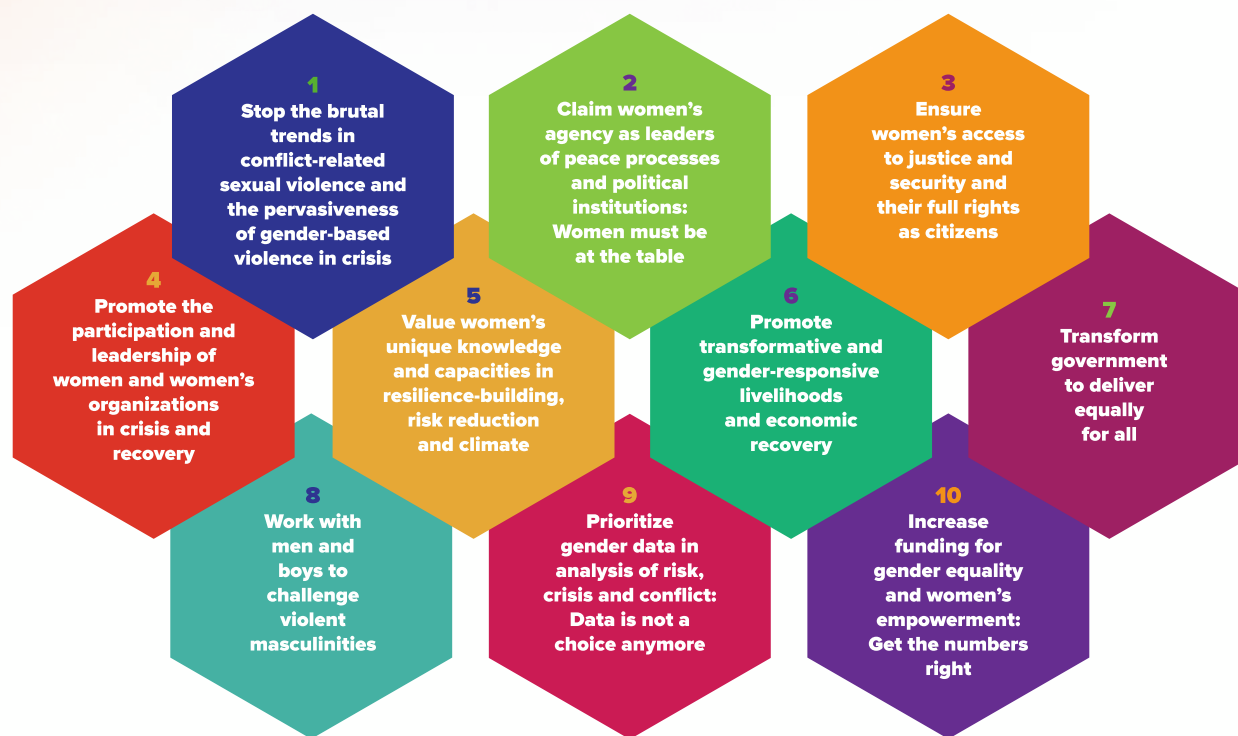 1
Stop the brutal
trends in
conflict-related
sexual violence and
the pervasiveness
of gender-based
violence in crisis
2
Claim women’s
agency as leaders
of peace processes
and political
institutions:
Women must be
at the table
3
Ensure
women’s access
to justice and
security and
their full rights
as citizens
4
Promote the
participation and
leadership of
women and women’s
organizations
in crisis and
recovery
5
Value women’s
unique knowledge
and capacities in
resilience-building,
risk reduction
and climate
6
Promote
transformative and
gender-responsive
livelihoods
and economic
recovery
7
Transform
government
to deliver
equally
for all
8
Work with
men and
boys to
challenge
violent
masculinities
9
Prioritize
gender data in
analysis of risk,
crisis and conflict:
Data is not a
choice anymore
10
Increase
funding for
gender equality
and women’s
empowerment:
Get the numbers
right